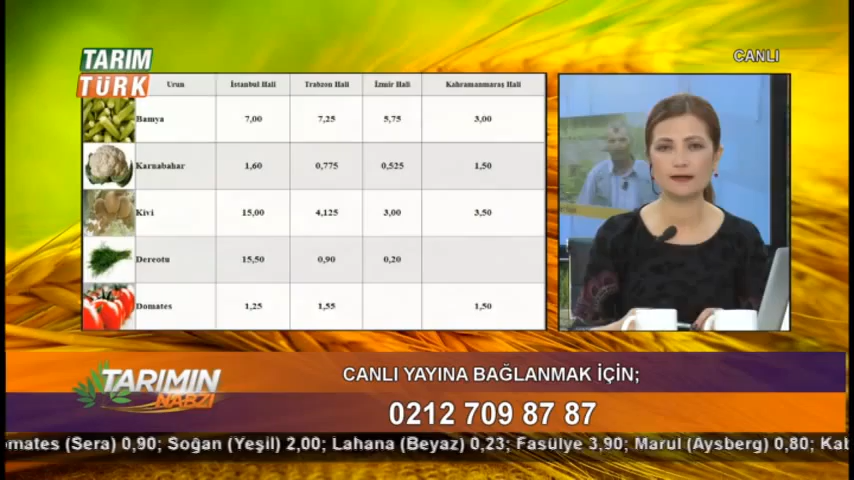 TARIM
TÜRK
CANLI
Urun İstanbul Hali Trabzon Hali İzmir Hali Kahramanmaraş Hali
Bamya 7,00 7,25 5,75 3,00
Karnabahar 1,60 0,775 0,525 1,50
Kivi 15,00 4,125 3,00 3,50
Dereotu 15,50 0,90 0,20
Domates 1,25 1,55 1,50
TARIMIN
NABZI
CANLI YAYINA BAĞLANMAK İÇİN;
0212 709 87 87
omates (Sera) 0,90; Soğan (Yeşil) 2,00; Lahana (Beyaz) 0,23; Fasülye 3,90; Marul (Aysberg) 0,80; Kab